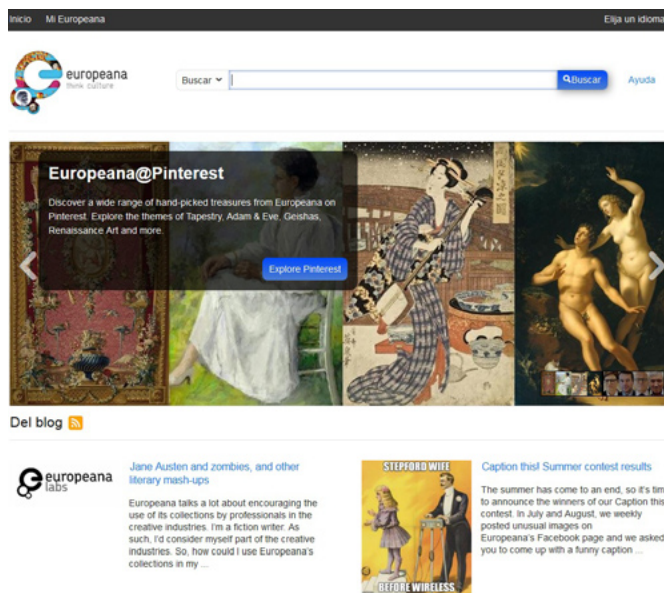 Inicio Mi Europeana Elija un idioma
europeana
think culture
Buscar Buscar Ayuda
Europeana@Pinterest
Discover a wide range of hand-picked treasures from Europeana on
Pinterest. Explore the themes of Tapestry, Adam & Eve, Geishas,
Renaissance Art and more.
Explore Pinterest
Del blog
europeana
labs
Jane Austen and zombies, and other
literary mash-ups
Europeana talks a lot about encouraging the
use of its collections by professionals in the
creative industries. I'm a fiction writer. As
such, I'd consider myself part of the creative
industries. So, how could I use Europeana's
collections in my ...
STEPFORD WIFE
BEFORE WIRELESS
Caption this! Summer contest results
The summer has come to an end, so it's tim
to announce the winners of our Caption this
contest. In July and August, we weekly
posted unusual images on
Europeana's Facebook page and we asked
you to come up with a funny caption ...